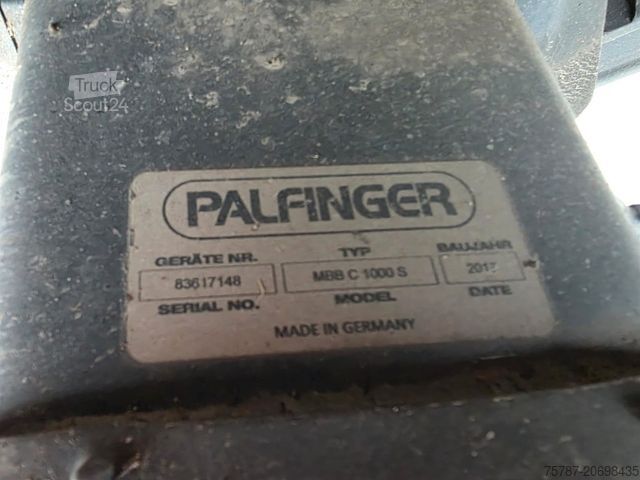 Truck
Scout24
PALFINGER
GERÄTE NR. TYP BAUJAHR
83617148 MBB C 1000 S 2017
SERIAL NO. MODEL DATE
MADE IN GERMANY
75787-20698435